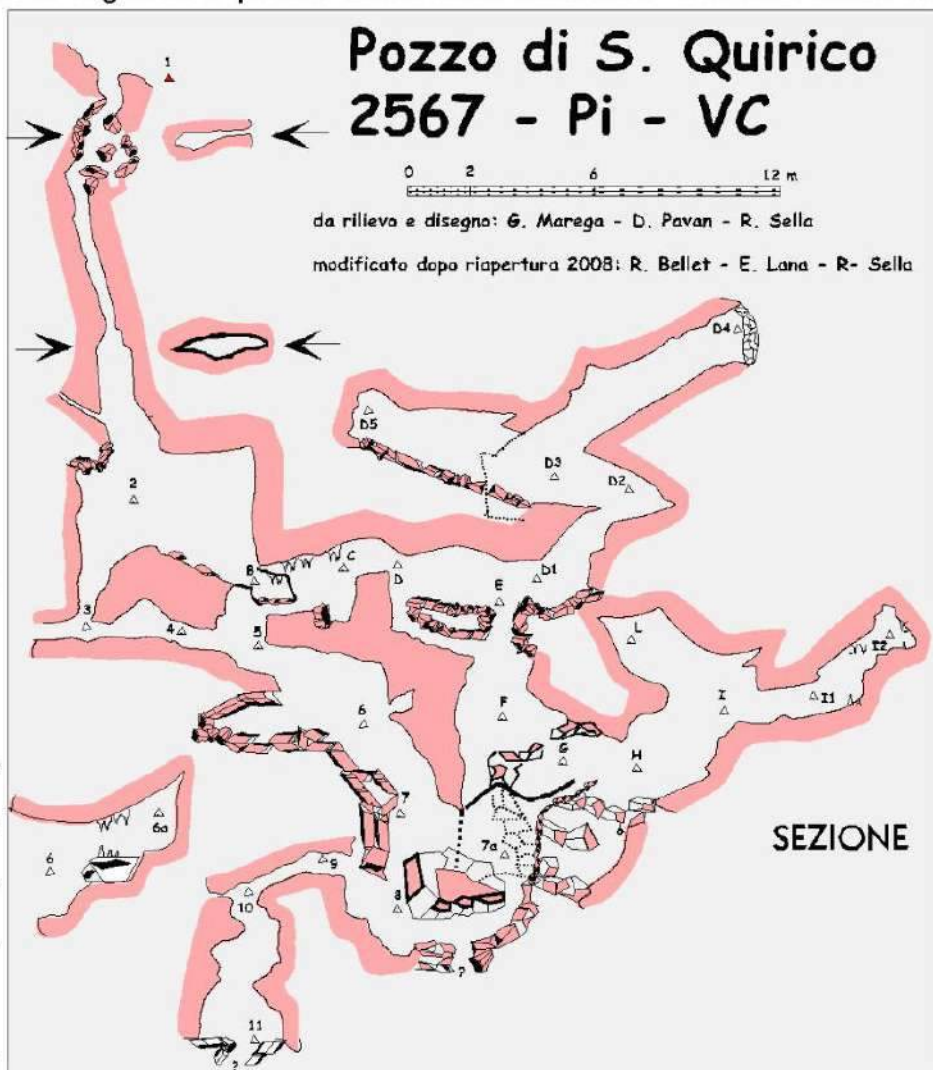 Pozzo di S. Quirico
2567 - Pi - VC
0 2 6 12 m
da rilievo e disegno: G. Marega - D. Pavan - R. Sella
modificato dopo riapertura 2008: R. Bellet - E. Lana - R- Sella
1
D4
D5
D3
D2
2
B
C
D
D1
E
3
4
5
L
I2
6
F
I
I1
G
H
7
6a
6
7a
SEZIONE
9
10
8
?
11
?